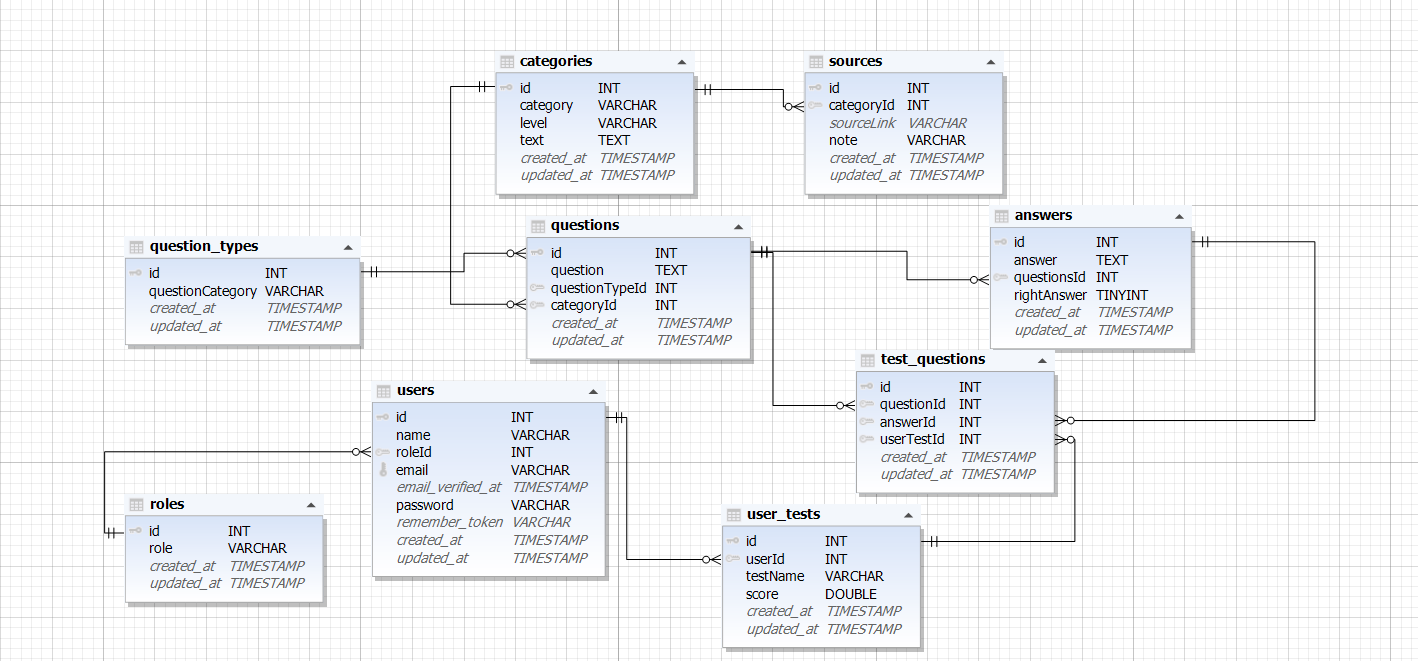 categories
id INT
category VARCHAR
level VARCHAR
text TEXT
created_at TIMESTAMP
updated_at TIMESTAMP
sources
id INT
categoryId INT
sourceLink VARCHAR
note VARCHAR
created_at TIMESTAMP
updated_at TIMESTAMP
question_types
id INT
questionCategory VARCHAR
created_at TIMESTAMP
updated_at TIMESTAMP
questions
id INT
question TEXT
questionTypeId INT
categoryId INT
created_at TIMESTAMP
updated_at TIMESTAMP
answers
id INT
answer TEXT
questionsId INT
rightAnswer TINYINT
created_at TIMESTAMP
updated_at TIMESTAMP
test_questions
id INT
questionId INT
answerId INT
userTestId INT
created_at TIMESTAMP
updated_at TIMESTAMP
users
id INT
name VARCHAR
roleId INT
email VARCHAR
email_verified_at TIMESTAMP
password VARCHAR
remember_token VARCHAR
created_at TIMESTAMP
updated_at TIMESTAMP
roles
id INT
role VARCHAR
created_at TIMESTAMP
updated_at TIMESTAMP
user_tests
id INT
userId INT
testName VARCHAR
score DOUBLE
created_at TIMESTAMP
updated_at TIMESTAMP